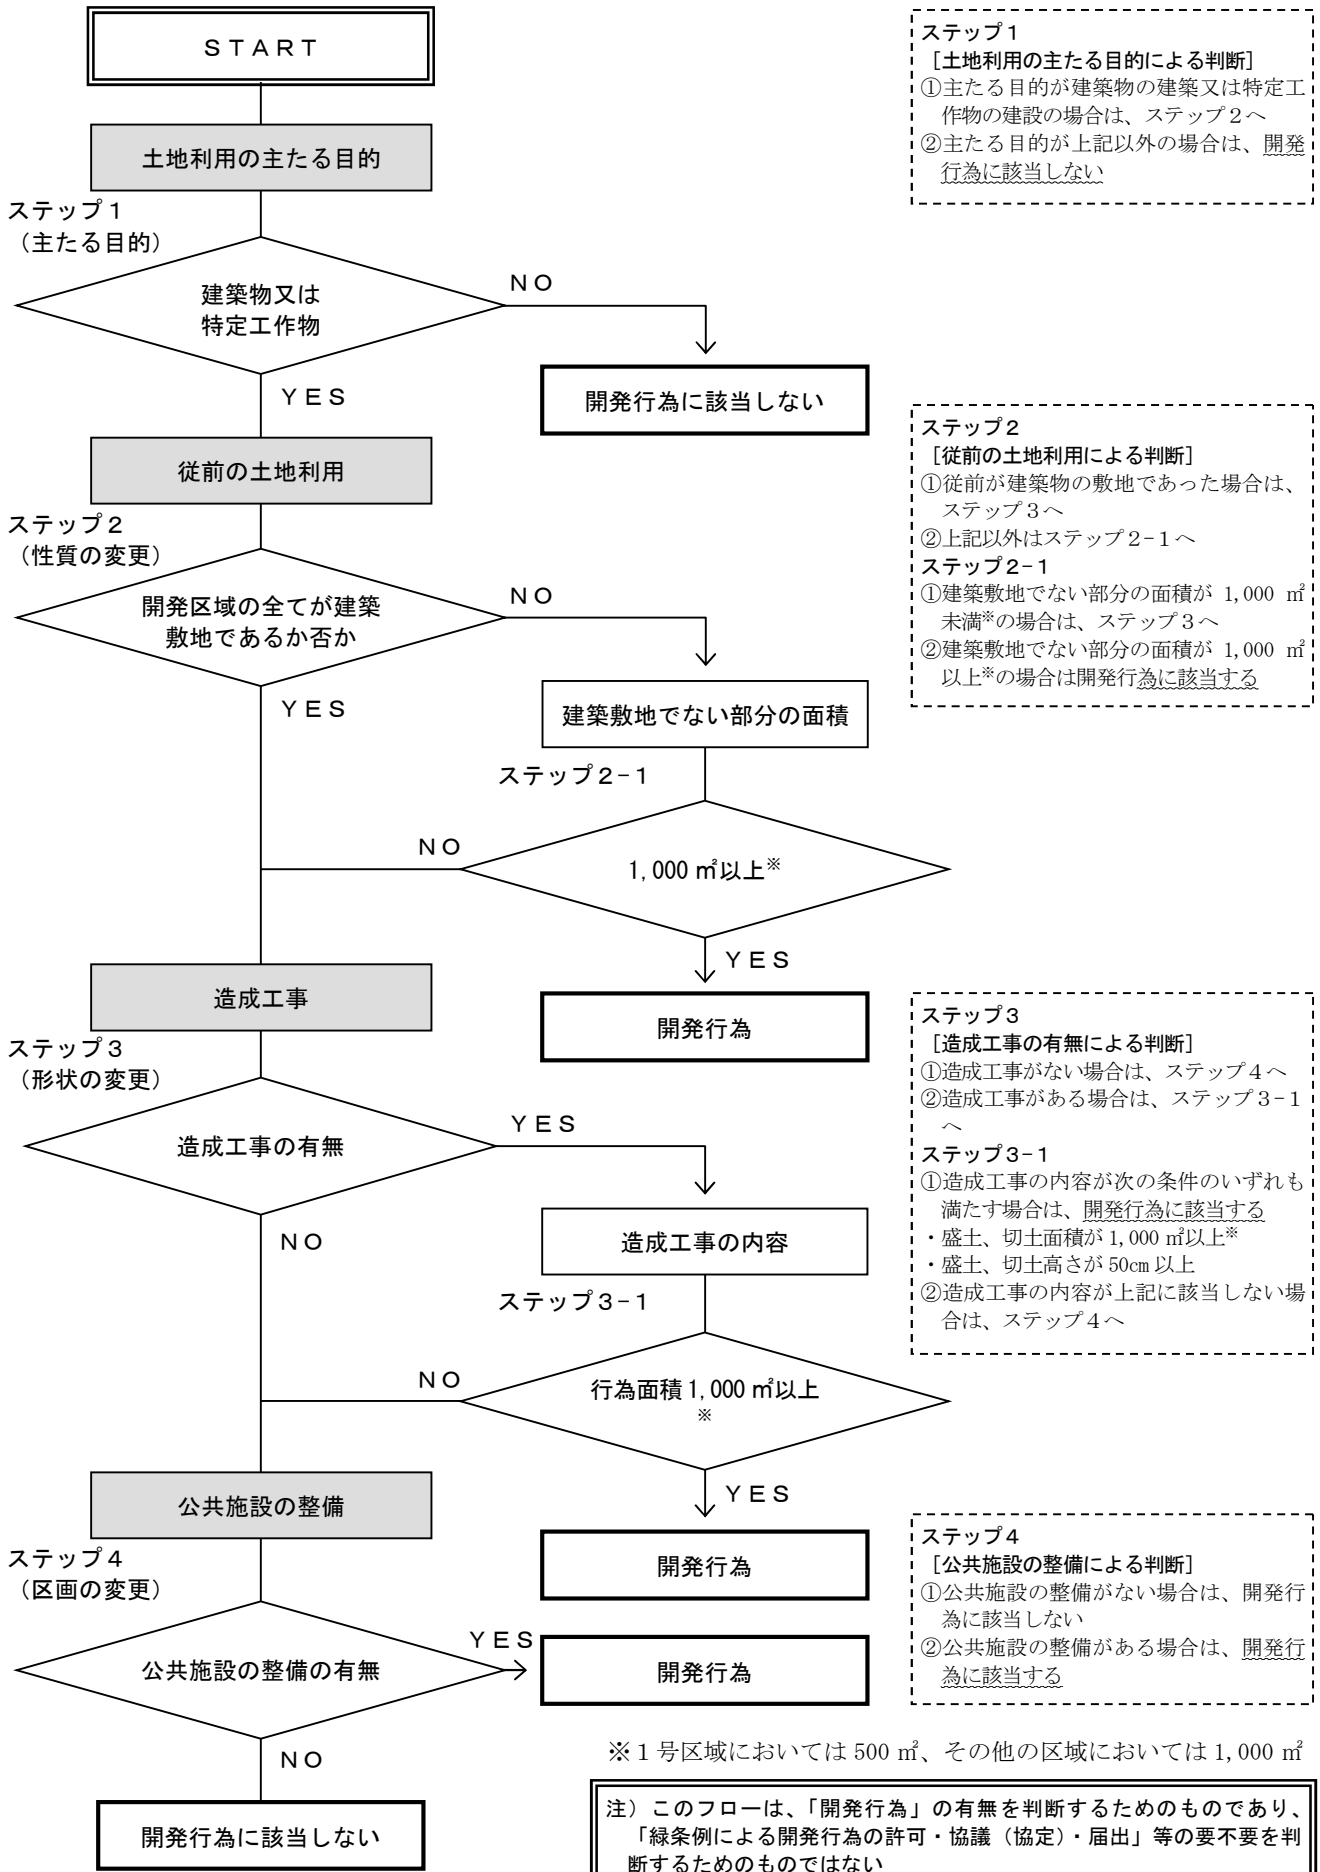 ＳＴＡＲＴ
土地利用の主たる目的
ステップ１
（主たる目的）
建築物又は
特定工作物
ＮＯ
ＹＥＳ
開発行為に該当しない
従前の土地利用
ステップ２
（性質の変更）
開発区域の全てが建築
敷地であるか否か
ＮＯ
ＹＥＳ
建築敷地でない部分の面積
ステップ２-１
ＮＯ
1,000 ㎡以上※
ＹＥＳ
開発行為
造成工事
ステップ３
（形状の変更）
造成工事の有無
ＹＥＳ
ＮＯ
造成工事の内容
ステップ３-１
ＮＯ
行為面積 1,000 ㎡以上
※
ＹＥＳ
開発行為
公共施設の整備
ステップ４
（区画の変更）
公共施設の整備の有無
ＹＥＳ
開発行為
ＮＯ
開発行為に該当しない
ステップ１
［土地利用の主たる目的による判断］
①主たる目的が建築物の建築又は特定工
作物の建設の場合は、ステップ２へ
②主たる目的が上記以外の場合は、開発
行為に該当しない
ステップ２
［従前の土地利用による判断］
①従前が建築物の敷地であった場合は、
ステップ３へ
②上記以外はステップ２-１へ
ステップ２-１
①建築敷地でない部分の面積が 1,000 ㎡
未満※の場合は、ステップ３へ
②建築敷地でない部分の面積が 1,000 ㎡
以上※の場合は開発行為に該当する
ステップ３
［造成工事の有無による判断］
①造成工事がない場合は、ステップ４へ
②造成工事がある場合は、ステップ３-１
へ
ステップ３-１
①造成工事の内容が次の条件のいずれも
満たす場合は、開発行為に該当する
・盛土、切土面積が 1,000 ㎡以上※
・盛土、切土高さが 50㎝以上
②造成工事の内容が上記に該当しない場
合は、ステップ４へ
ステップ４
［公共施設の整備による判断］
①公共施設の整備がない場合は、開発行
為に該当しない
②公共施設の整備がある場合は、開発行
為に該当する
※１号区域においては 500 ㎡、その他の区域においては 1,000 ㎡
注）このフローは、「開発行為」の有無を判断するためのものであり、
「緑条例による開発行為の許可・協議（協定）・届出」等の要不要を判
断するためのものではない